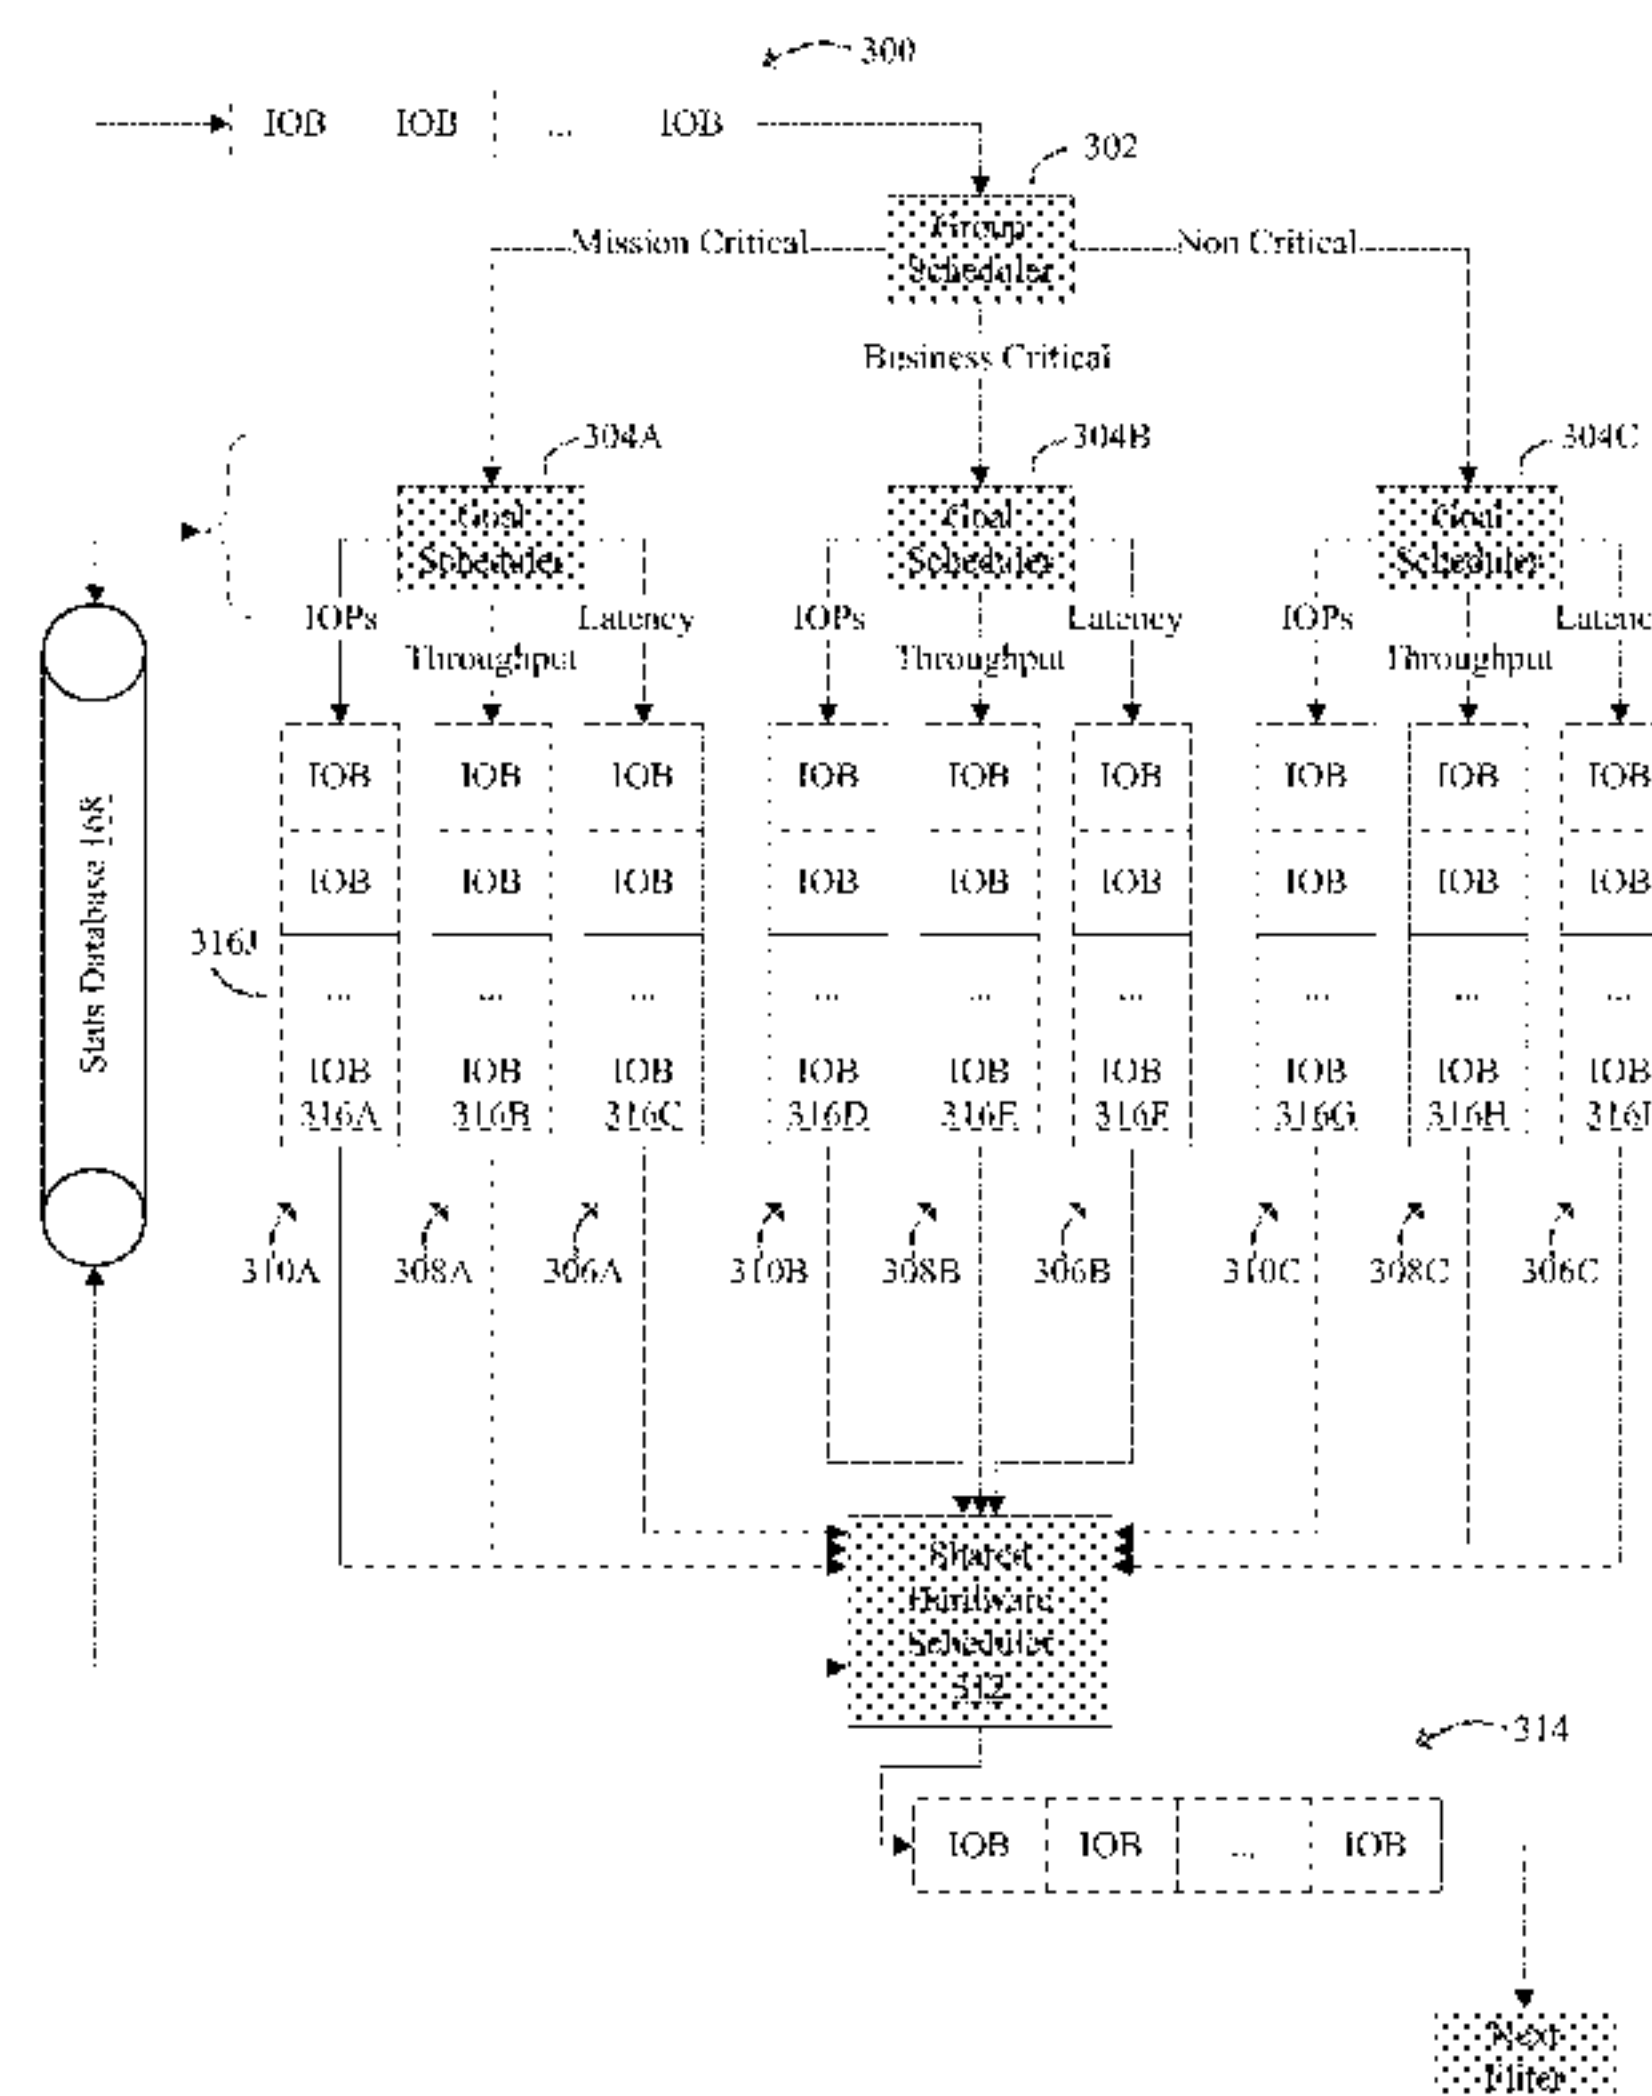 300
IOB IOB ... IOB
302
Group
Scheduler
Mission Critical
Non Critical
Business Critical
304A 304B 304C
Goal
Scheduler
Goal
Scheduler
Goal
Scheduler
IOPs Latency IOPs Latency IOPs Latenc
Throughput Throughput Throughput
Stats Database 168
IOB IOB IOB IOB IOB IOB IOB IOB IOB
IOB IOB IOB IOB IOB IOB IOB IOB IOB
316J
... ... ... ... ... ... ... ... ...
IOB IOB IOB IOB IOB IOB IOB IOB IOB
316A 316B 316C 316D 316E 316F 316G 316H 316I
310A 308A 306A 310B 308B 306B 310C 308C 306C
Shared
Hardware
Scheduler
312
314
IOB IOB ... IOB
Next
Filter